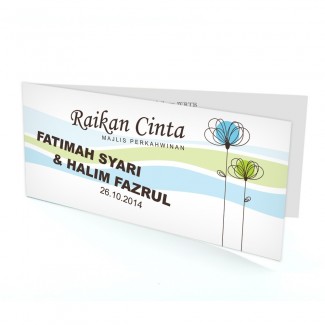 Raikan Cinta
MAJLIS PERKAHWINAN
FATIMAH SYARI
& HALIM FAZRUL
26.10.2014